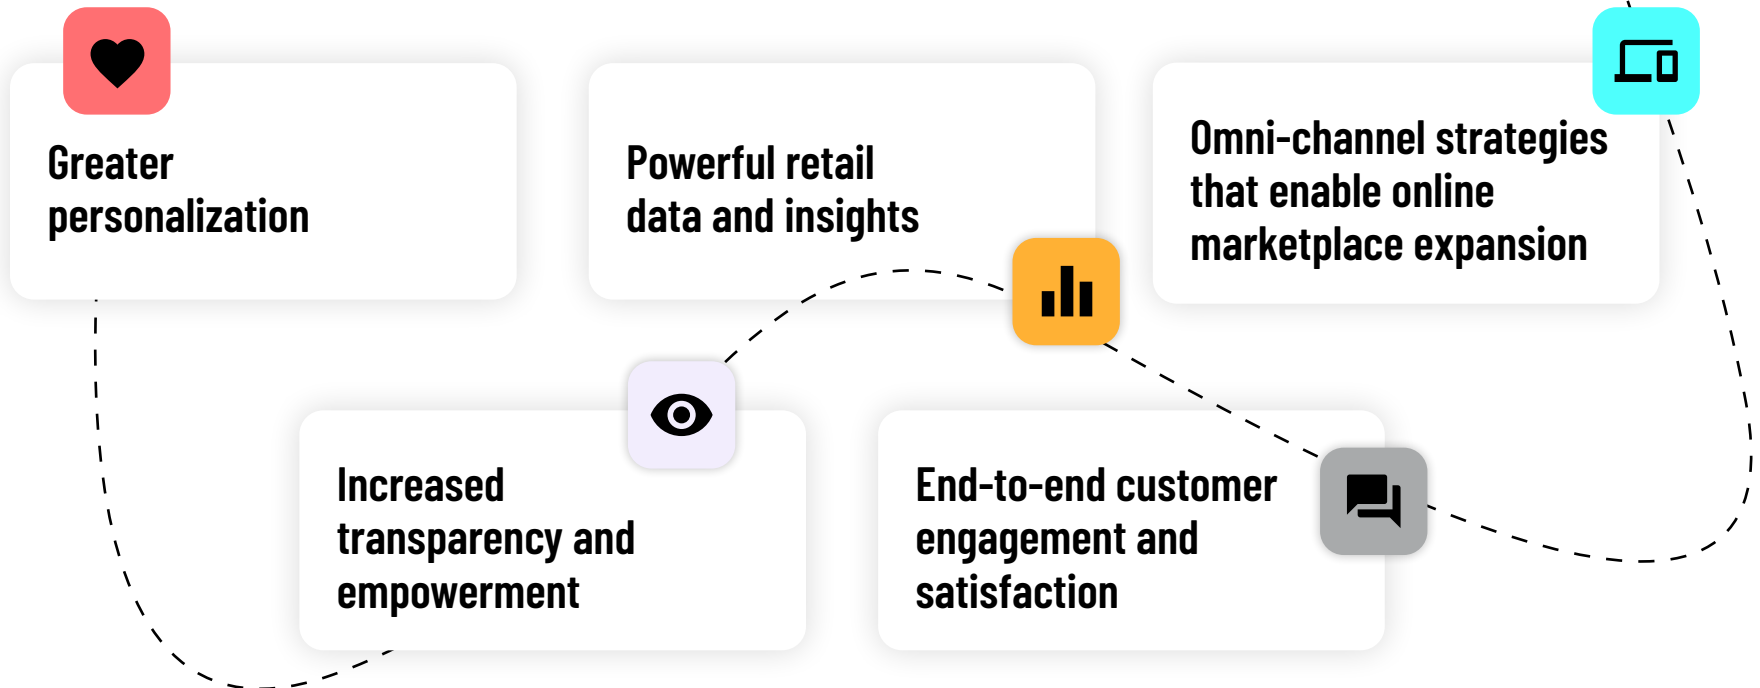 Greater
personalization
Powerful retail
data and insights
Omni-channel strategies
that enable online
marketplace expansion
Increased
transparency and
empowerment
End-to-end customer
engagement and
satisfaction